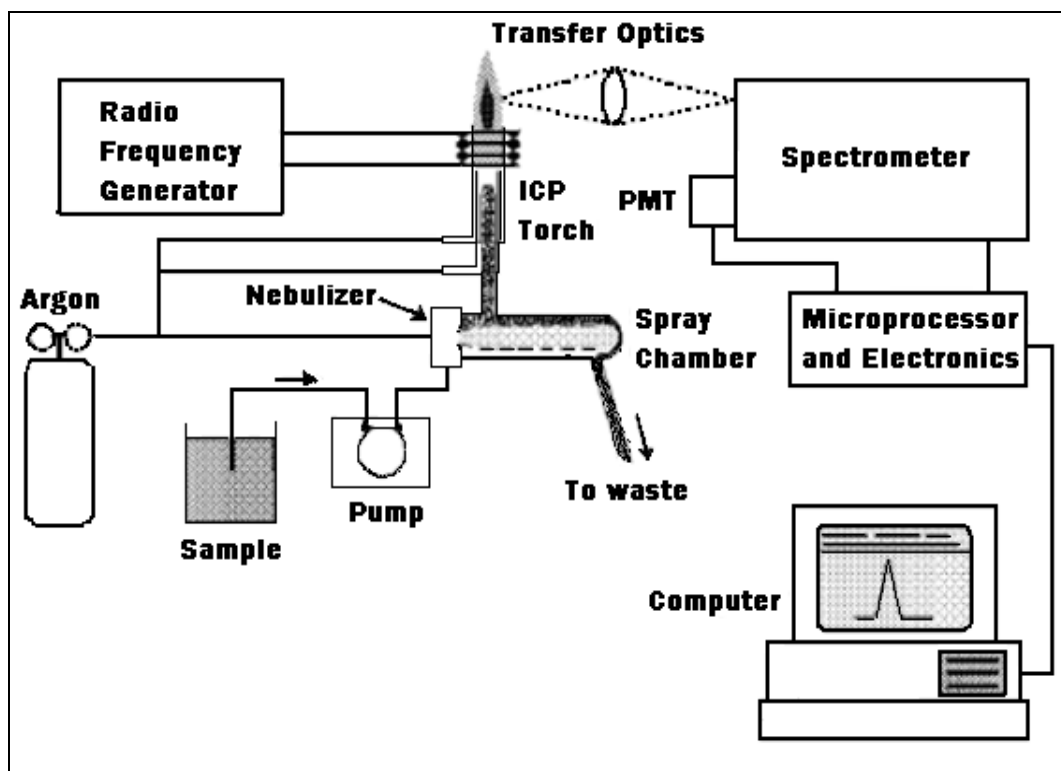 Transfer Optics
Radio
Frequency
Generator
Spectrometer
ICP
Torch
PMT
Argon
Nebulizer
Spray
Chamber
Microprocessor
and Electronics
To waste
Pump
Sample
Computer